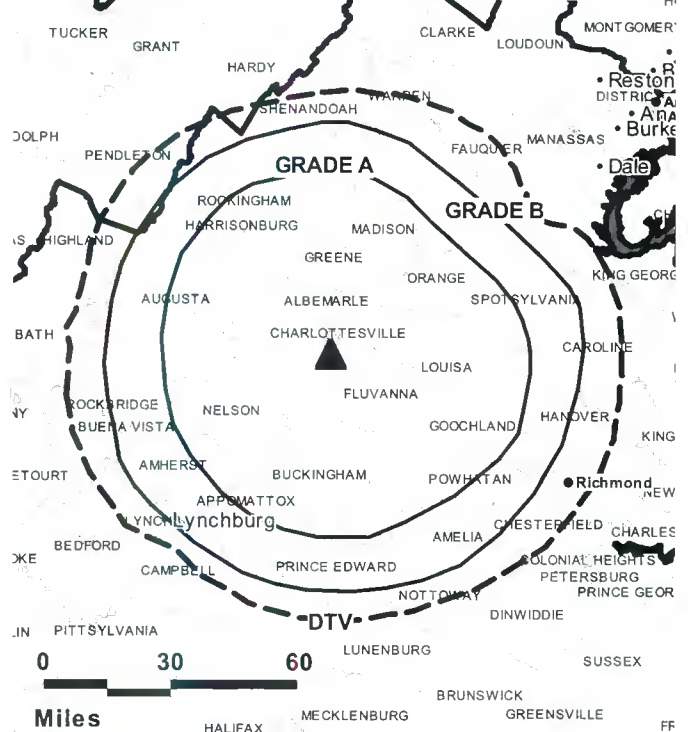 TUCKER
GRANT
CLARKE
LOUDOUN
MONTGOMERY
HARDY
Reston
DISTRIC
WARREN
SHENANDOAH
Burke
DOLPH
PENDLETON
FAUQUIER
MANASSAS
GRADE A
Dale
ROCKINGHAM
GRADE B
HARRISONBURG
MADISON
HIGHLAND
GREENE
ORANGE
KING GEORG
AUGUSTA
ALBEMARLE
SPOTSYLVANIA
BATH
CHARLOTTESVILLE
CAROLINE
LOUISA
FLUVANNA
ROCKBRIDGE
NELSON
HANOVER
BUENA VISTA
GOOCHLAND
KING
AMHERST
BUCKINGHAM
POWHATAN
ETOURT
Richmond
NEW
APPOMATTOX
LYNCH
Lynchburg
CHESTERFIELD
CHARLES
AMELIA
BEDFORD
OKE
CAMPBELL
PRINCE EDWARD
COLONIAL HEIGHTS
PETERSBURG
PRINCE GEOR
NOTTOWAY
DTV
DINWIDDIE
LIN
PITTSYLVANIA
LUNENBURG
0 30 60
SUSSEX
BRUNSWICK
Miles
MECKLENBURG
GREENSVILLE
HALIFAX